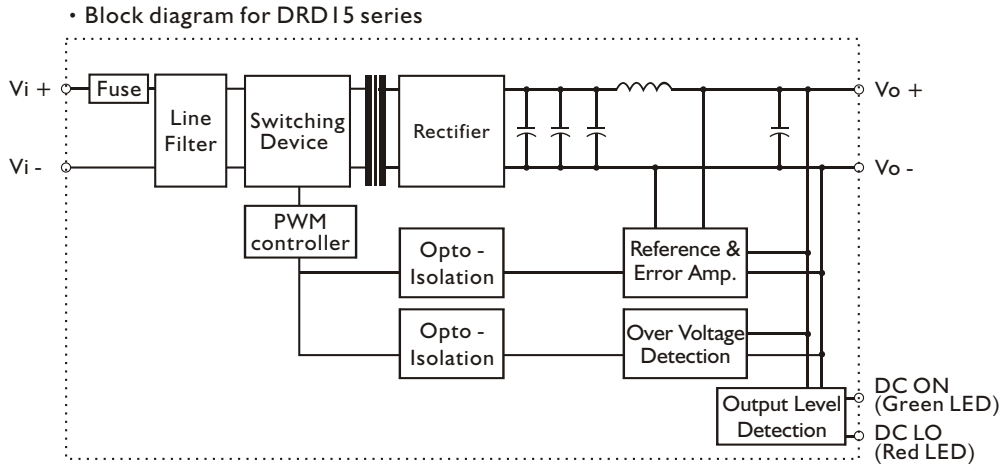 · Block diagram for DRD15 series
Vi +
Fuse
Line
Filter
Switching
Device
Rectifier
Vo +
Vi -
Vo -
PWM
controller
Opto -
Isolation
Reference &
Error Amp.
Opto -
Isolation
Over Voltage
Detection
Output Level
Detection
DC ON
(Green LED)
DC LO
(Red LED)